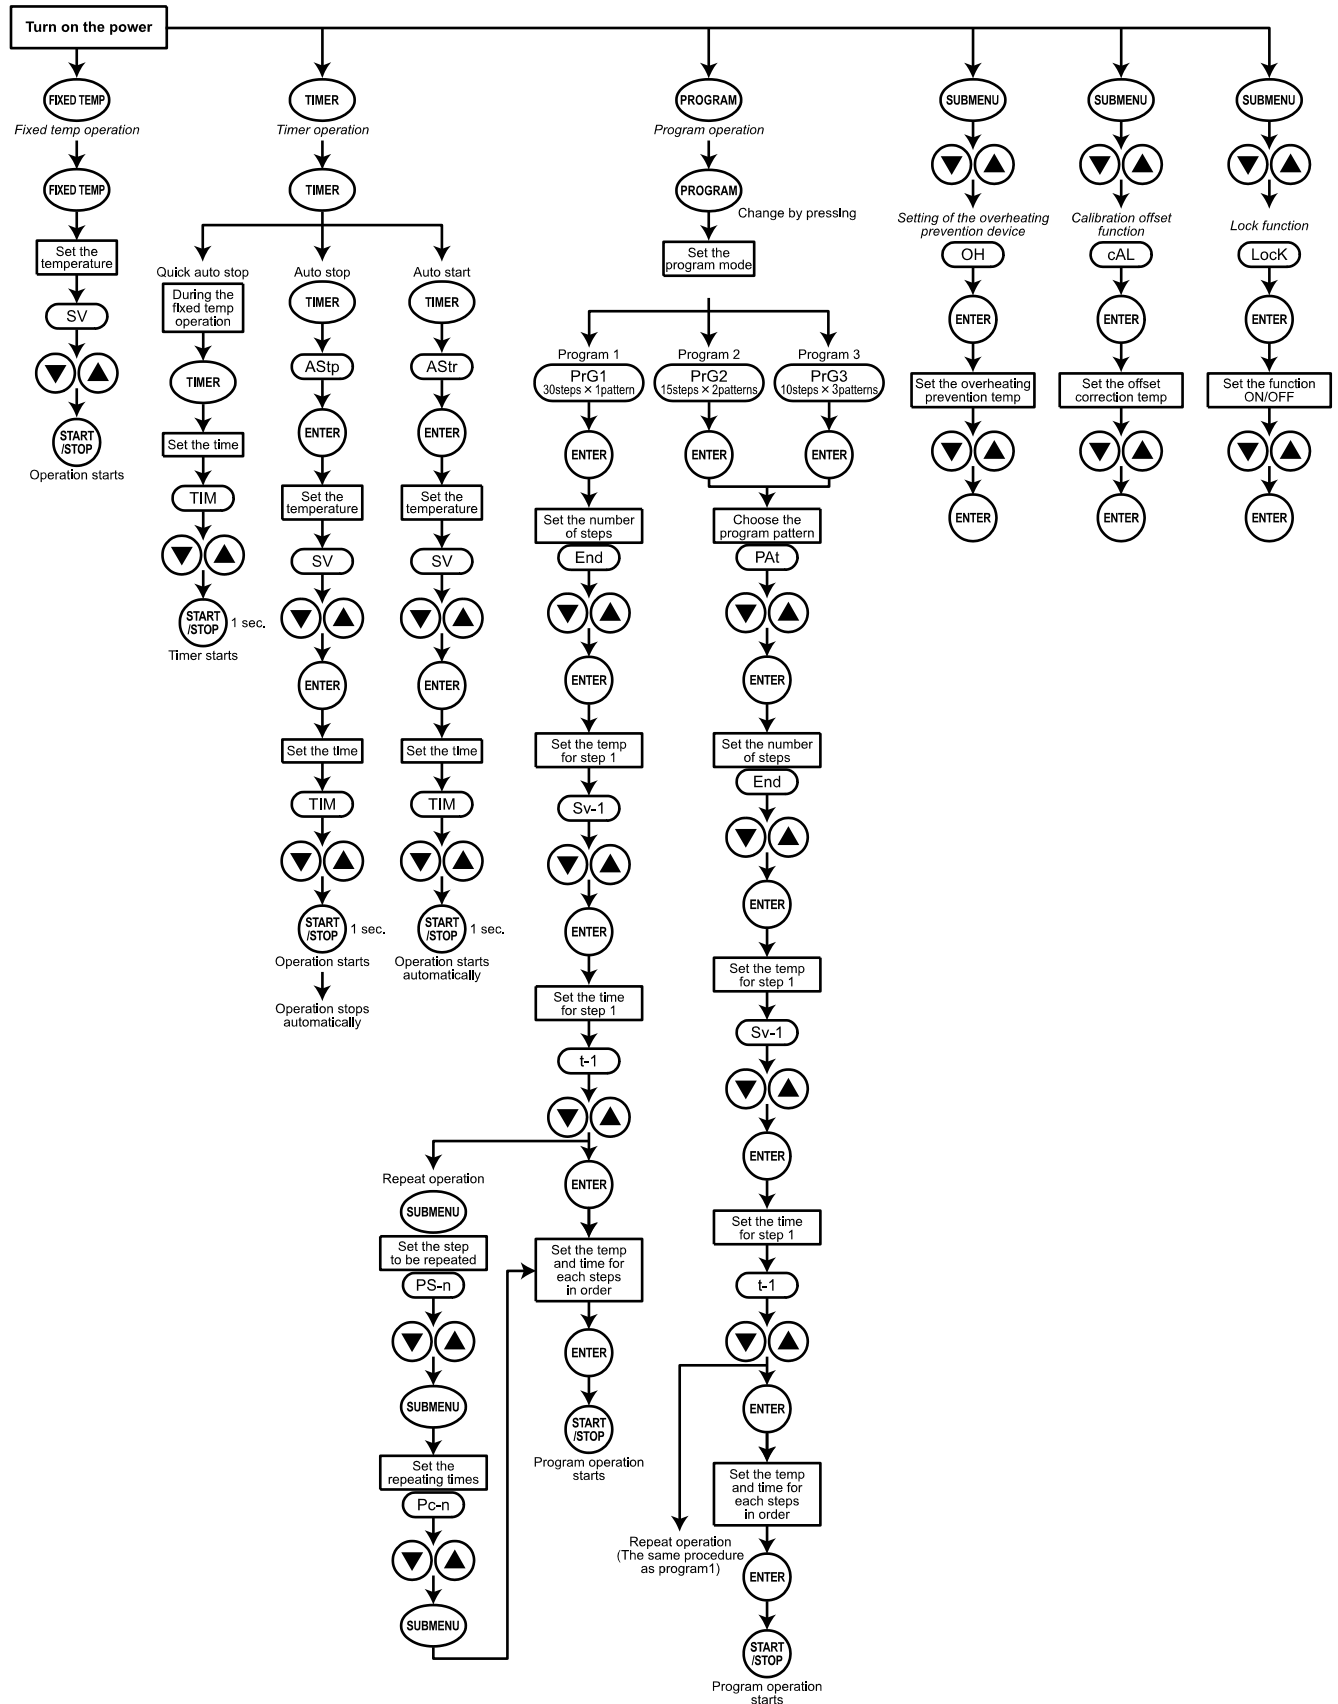 Turn on the power
FIXED TEMP
Fixed temp operation
FIXED TEMP
Set the
temperature
SV
START
/STOP
Operation starts
TIMER
Timer operation
TIMER
Quick auto stop
During the
fixed temp
operation
TIMER
Set the time
TIM
START
/STOP
1 sec.
Timer starts
Auto stop
TIMER
AStp
ENTER
Set the
temperature
SV
ENTER
Set the time
TIM
START
/STOP
1 sec.
Operation starts
Operation stops
automatically
Auto start
TIMER
AStr
ENTER
Set the
temperature
SV
ENTER
Set the time
TIM
START
/STOP
1 sec.
Operation starts
automatically
PROGRAM
Program operation
PROGRAM
Change by pressing
Set the
program mode
Program 1
PrG1
30steps × 1pattern
ENTER
Set the number
of steps
End
ENTER
Set the temp
for step 1
Sv-1
ENTER
Set the time
for step 1
t-1
Repeat operation
SUBMENU
Set the step
to be repeated
PS-n
SUBMENU
Set the
repeating times
Pc-n
SUBMENU
ENTER
Set the temp
and time for
each steps
in order
ENTER
START
/STOP
Program operation
starts
Program 2
PrG2
15steps × 2patterns
ENTER
Program 3
PrG3
10steps × 3patterns
ENTER
Choose the
program pattern
PAt
ENTER
Set the number
of steps
End
ENTER
Set the temp
for step 1
Sv-1
ENTER
Set the time
for step 1
t-1
Repeat operation
(The same procedure
as program1)
ENTER
Set the temp
and time for
each steps
in order
ENTER
START
/STOP
Program operation
starts
SUBMENU
Setting of the overheating
prevention device
OH
ENTER
Set the overheating
prevention temp
ENTER
SUBMENU
Calibration offset
function
cAL
ENTER
Set the offset
correction temp
ENTER
SUBMENU
Lock function
LocK
ENTER
Set the function
ON/OFF
ENTER